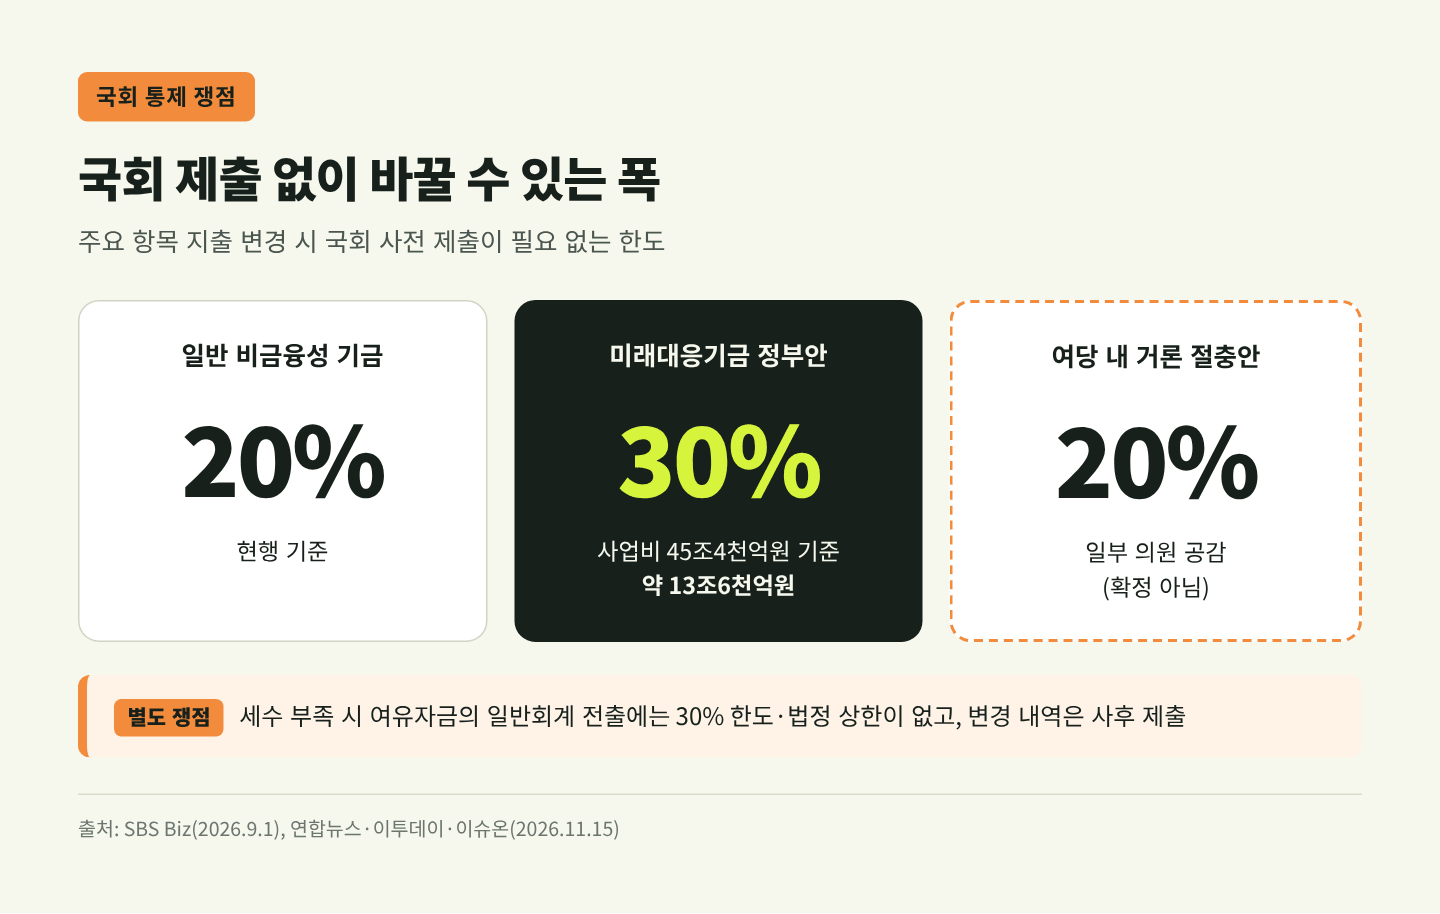 국회 통제 쟁점
국회 제출 없이 바꿀 수 있는 폭
주요 항목 지출 변경 시 국회 사전 제출이 필요 없는 한도
일반 비금융성 기금
20%
현행 기준
미래대응기금 정부안
30%
사업비 45조4천억원 기준
약 13조6천억원
여당 내 거론 절충안
20%
일부 의원 공감
(확정 아님)
별도 쟁점 세수 부족 시 여유자금의 일반회계 전출에는 30% 한도·법정 상한이 없고, 변경 내역은 사후 제출
출처: SBS Biz(2026.9.1), 연합뉴스·이투데이·이슈온(2026.11.15)